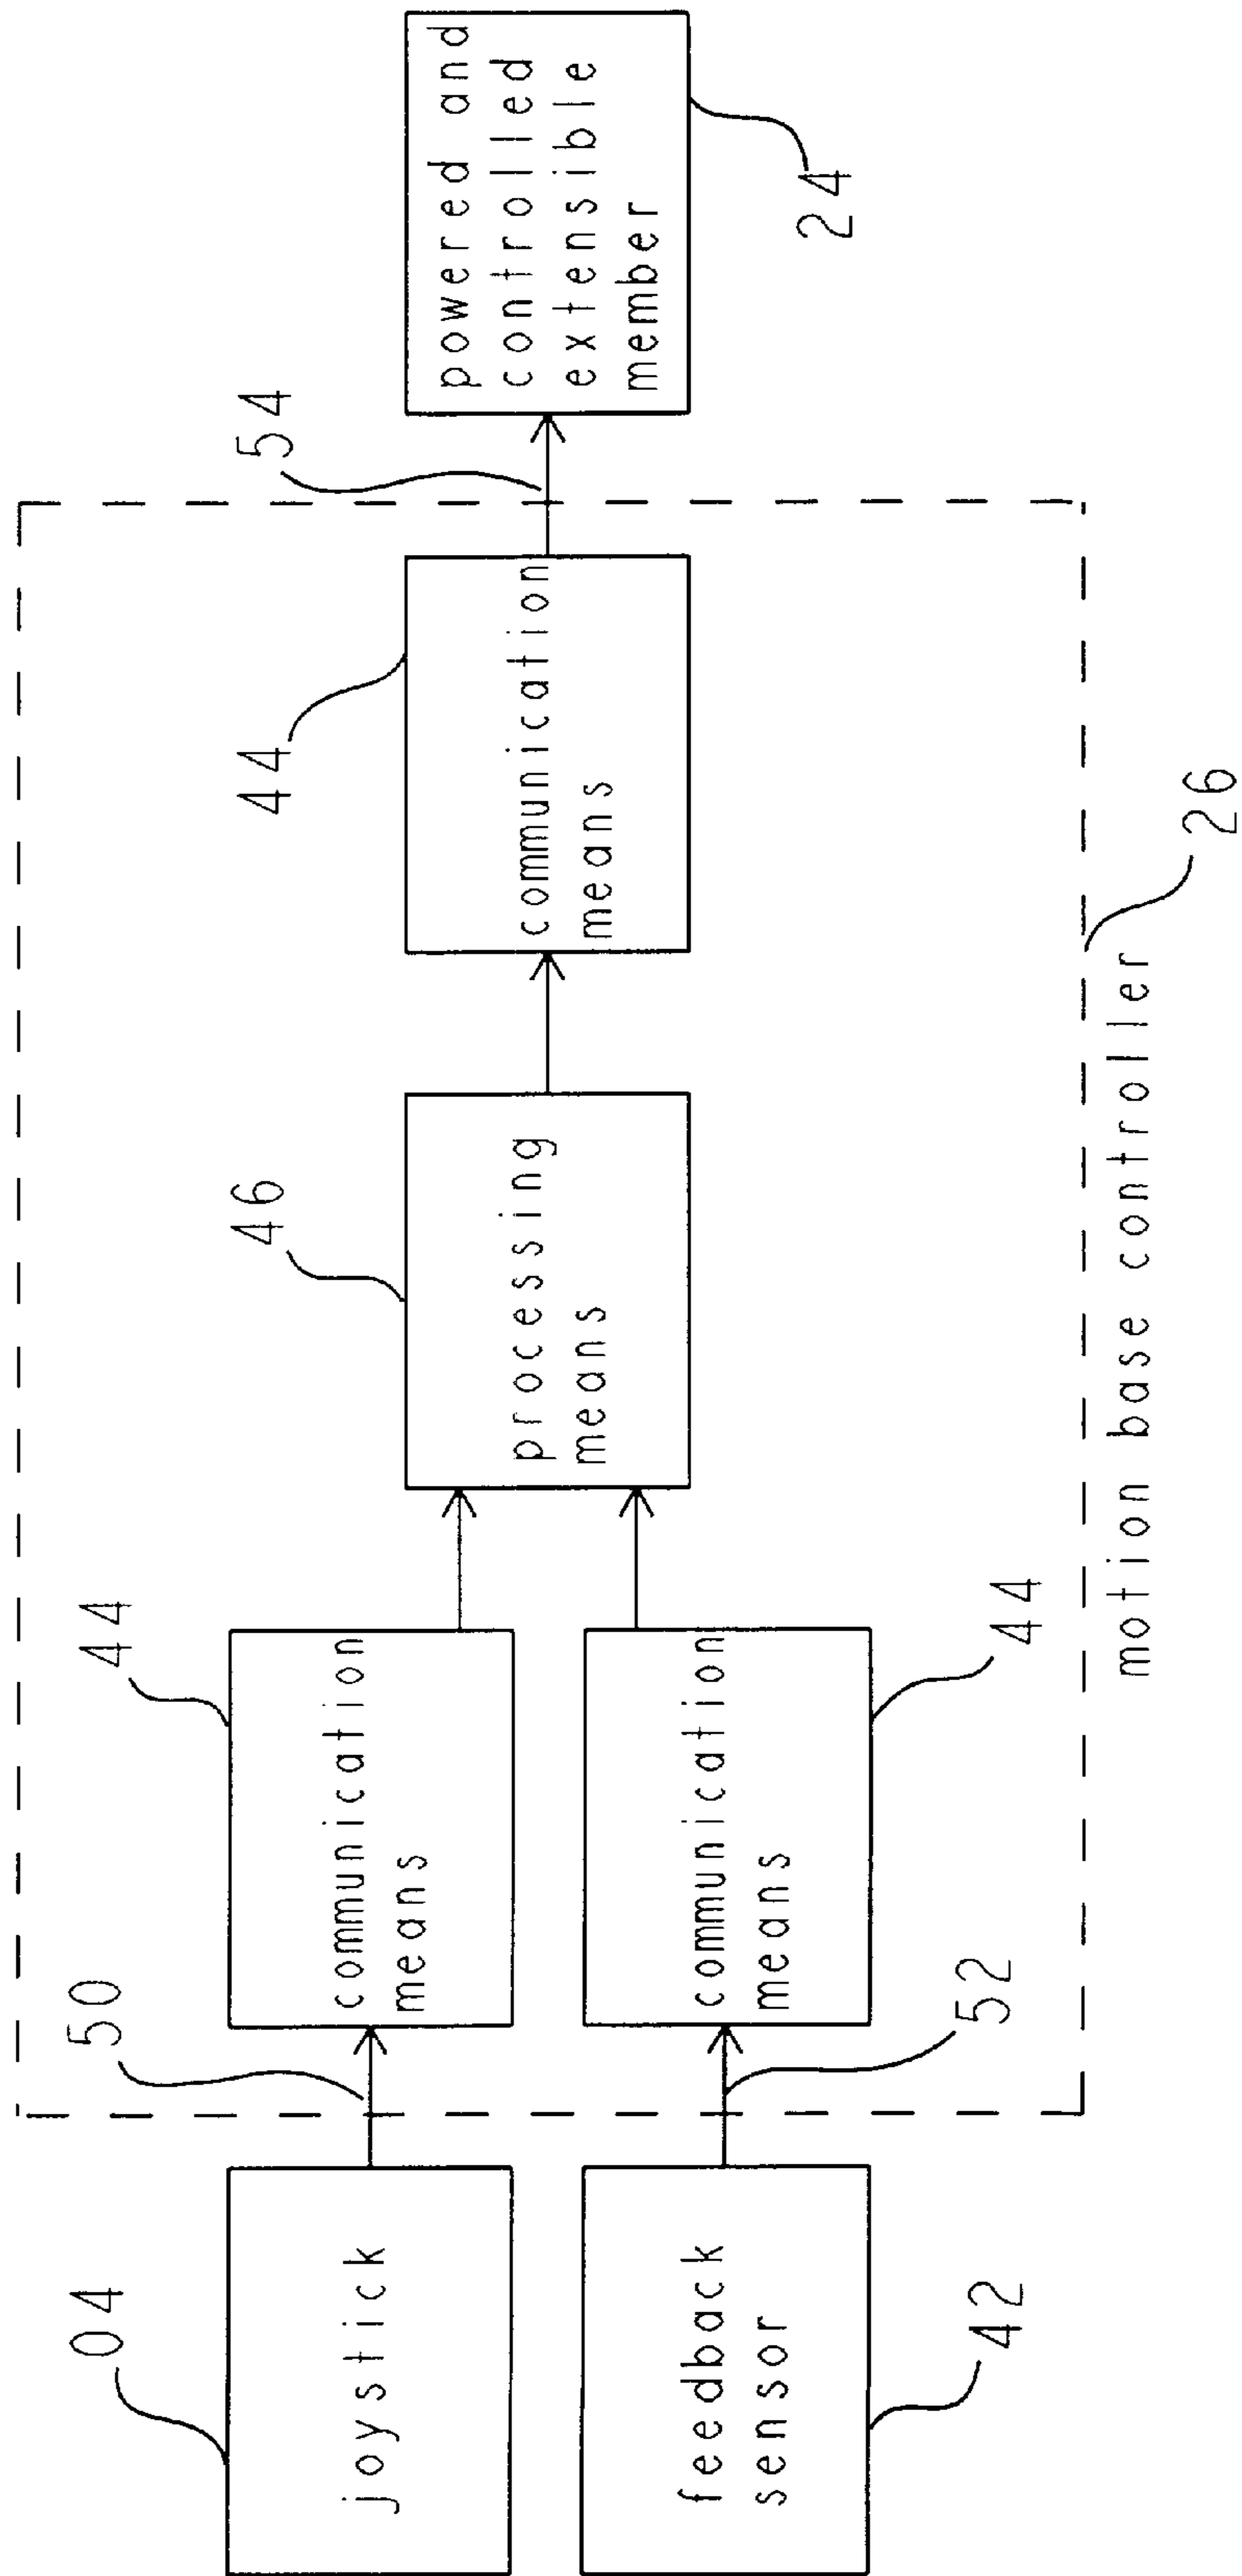 04
joystick
50
44
communication
means
feedback
sensor
42
52
communication
means
44
46
processing
means
44
communication
means
54
powered and
controlled
extensible
member
24
motion base controller
26